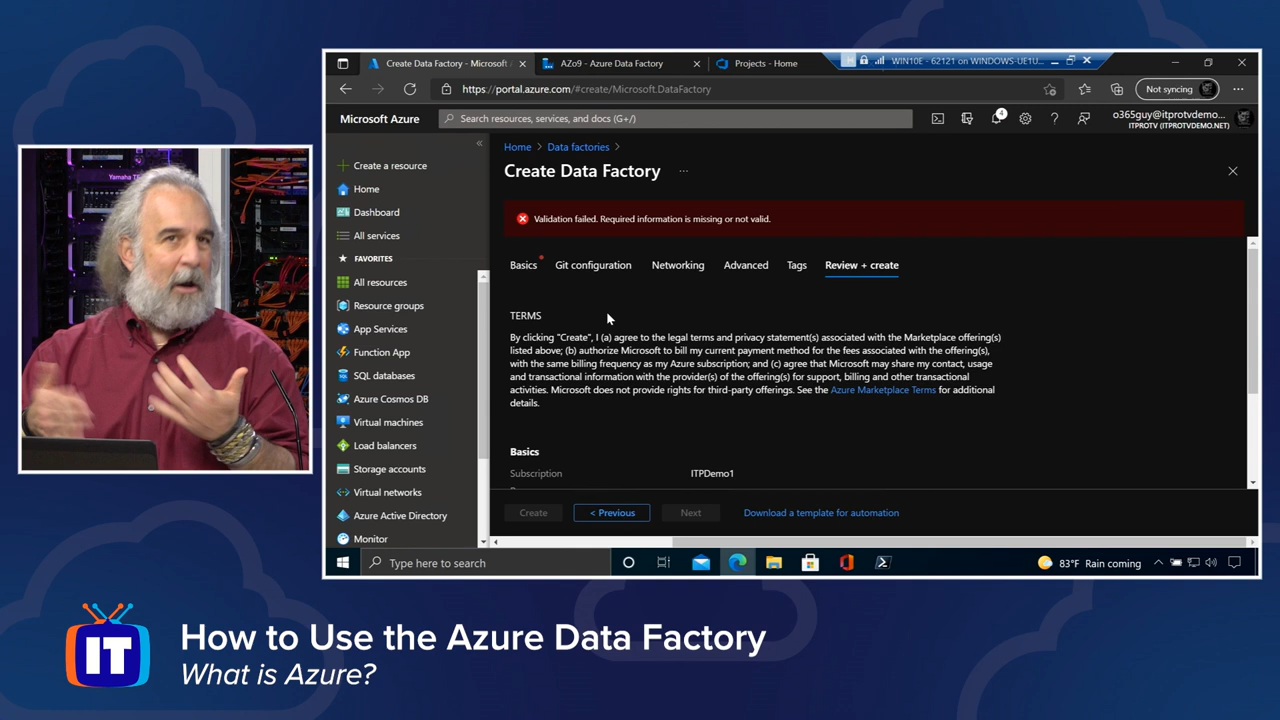 Yamaha
Create Data Factory - Microsoft
AZo9 - Azure Data Factory
Projects - Home
WIN10E - 62121 on WINDOWS-UE1U...
https://portal.azure.com/#create/Microsoft.DataFactory
Not syncing
Microsoft Azure
Search resources, services, and docs (G+/)
4
o365guy@itprotvdemo...
ITPROTV (ITPROTVDEMO.NET)
Create a resource
Home
Dashboard
All services
FAVORITES
All resources
Resource groups
App Services
Function App
SQL databases
Azure Cosmos DB
Virtual machines
Load balancers
Storage accounts
Virtual networks
Azure Active Directory
Monitor
Home > Data factories >
Create Data Factory ...
Validation failed. Required information is missing or not valid.
Basics
Git configuration
Networking
Advanced
Tags
Review + create
TERMS
By clicking "Create", I (a) agree to the legal terms and privacy statement(s) associated with the Marketplace offering(s)
listed above; (b) authorize Microsoft to bill my current payment method for the fees associated with the offering(s),
with the same billing frequency as my Azure subscription; and (c) agree that Microsoft may share my contact, usage
and transactional information with the provider(s) of the offering(s) for support, billing and other transactional
activities. Microsoft does not provide rights for third-party offerings. See the Azure Marketplace Terms for additional
details.
Basics
Subscription
ITPDemo1
Create
< Previous
Next
Download a template for automation
Type here to search
83°F Rain coming
IT
How to Use the Azure Data Factory
What is Azure?